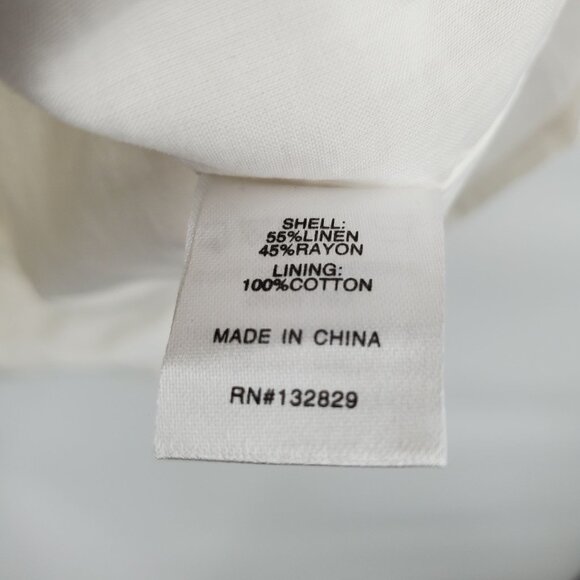 SHELL:
55%LINEN
45%RAYON
LINING:
100%COTTON
MADE IN CHINA
RN#132829